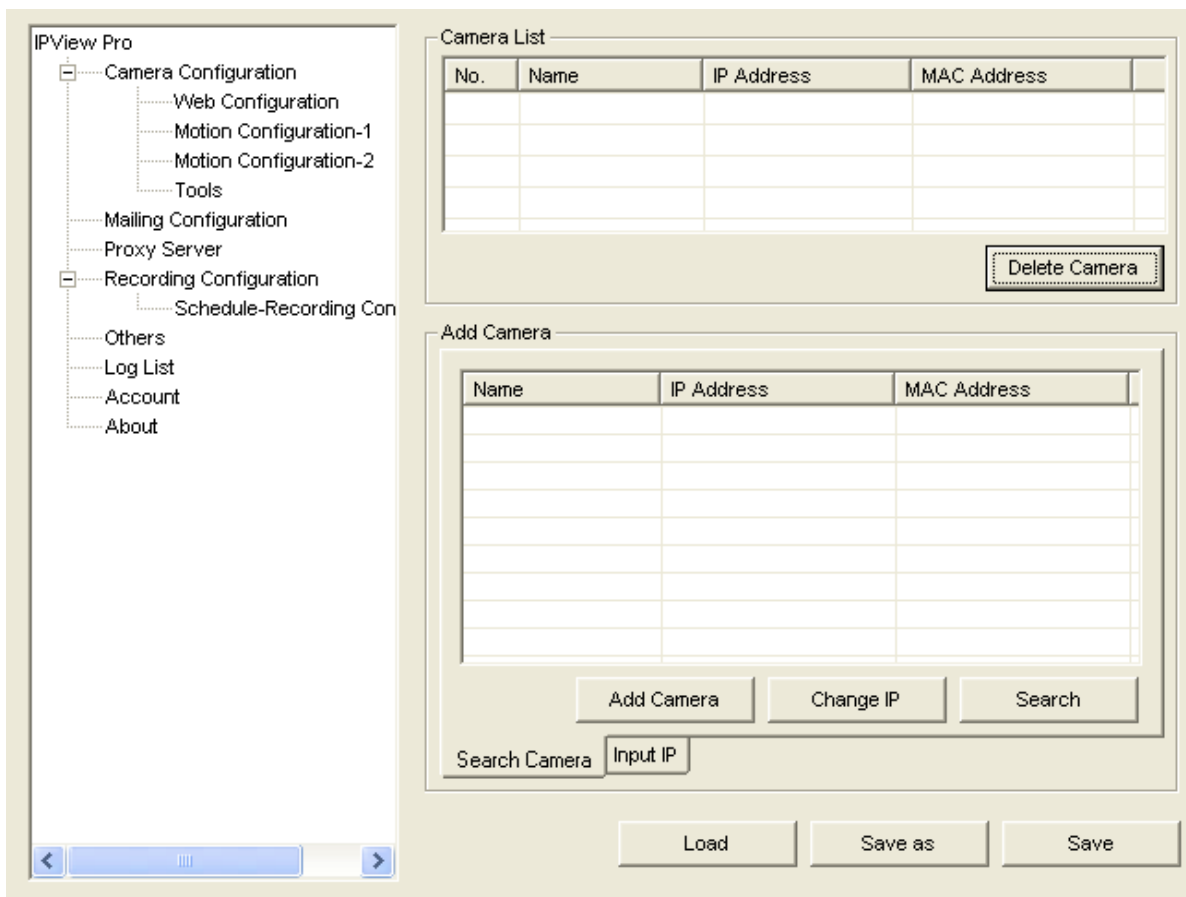 IPView Pro
Camera Configuration
Web Configuration
Motion Configuration-1
Motion Configuration-2
Tools
Mailing Configuration
Proxy Server
Recording Configuration
Schedule-Recording Con
Others
Log List
Account
About
Camera List
No. Name IP Address MAC Address
Delete Camera
Add Camera
Name IP Address MAC Address
Add Camera Change IP Search
Search Camera Input IP
Load Save as Save